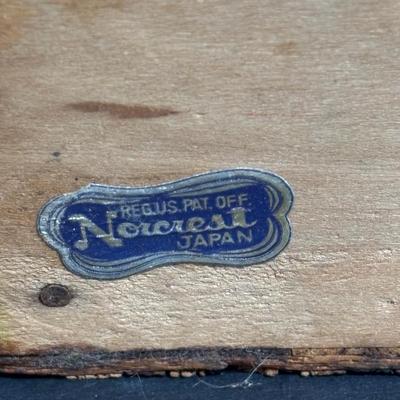 REG.U.S. PAT. OFF.
Norcrest
JAPAN